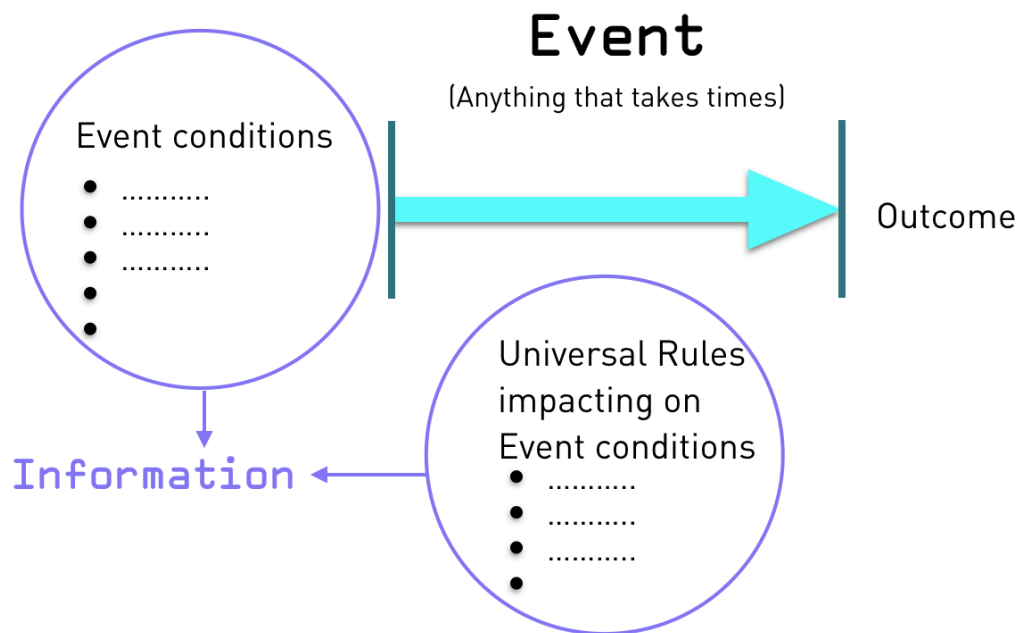 Event
(Anything that takes times)
Event conditions
• ...........
• ...........
• ...........
•
•
Outcome
Universal Rules
impacting on
Event conditions
• ...........
• ...........
• ...........
•
Information